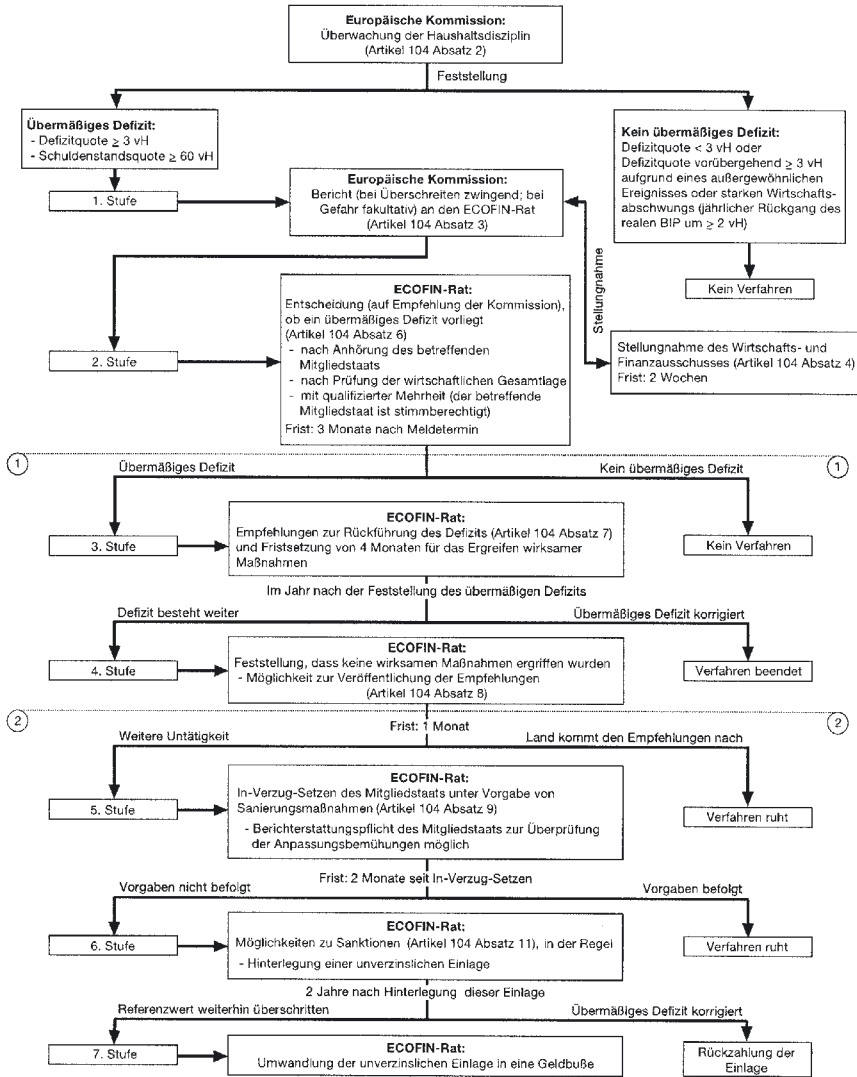 Europäische Kommission:
Überwachung der Haushaltsdisziplin
(Artikel 104 Absatz 2)
Feststellung
Übermäßiges Defizit:
- Defizitquote ≥ 3 vH
- Schuldenstandsquote ≥ 60 vH
Kein übermäßiges Defizit:
Defizitquote < 3 vH oder
Defizitquote vorübergehend ≥ 3 vH
aufgrund eines außergewöhnlichen
Ereignisses oder starken Wirtschafts-
abschwungs (jährlicher Rückgang des
realen BIP um ≥ 2 vH)
1. Stufe
Europäische Kommission:
Bericht (bei Überschreiten zwingend; bei
Gefahr fakultativ) an den ECOFIN-Rat
(Artikel 104 Absatz 3)
Kein Verfahren
Stellungnahme
2. Stufe
ECOFIN-Rat:
Entscheidung (auf Empfehlung der Kommission),
ob ein übermäßiges Defizit vorliegt
(Artikel 104 Absatz 6)
- nach Anhörung des betreffenden
Mitgliedstaats
- nach Prüfung der wirtschaftlichen Gesamtlage
- mit qualifizierter Mehrheit (der betreffende
Mitgliedstaat ist stimmberechtigt)
Frist: 3 Monate nach Meldetermin
Stellungnahme des Wirtschafts- und
Finanzausschusses (Artikel 104 Absatz 4)
Frist: 2 Wochen
1
1
Übermäßiges Defizit
Kein übermäßiges Defizit
3. Stufe
ECOFIN-Rat:
Empfehlungen zur Rückführung des Defizits (Artikel 104 Absatz 7)
und Fristsetzung von 4 Monaten für das Ergreifen wirksamer
Maßnahmen
Kein Verfahren
Im Jahr nach der Feststellung des übermäßigen Defizits
Defizit besteht weiter
Übermäßiges Defizit korrigiert
4. Stufe
ECOFIN-Rat:
Feststellung, dass keine wirksamen Maßnahmen ergriffen wurden
- Möglichkeit zur Veröffentlichung der Empfehlungen
(Artikel 104 Absatz 8)
Verfahren beendet
2
2
Frist: 1 Monat
Weitere Untätigkeit
Land kommt den Empfehlungen nach
5. Stufe
ECOFIN-Rat:
In-Verzug-Setzen des Mitgliedstaats unter Vorgabe von
Sanierungsmaßnahmen (Artikel 104 Absatz 9)
- Berichterstattungspflicht des Mitgliedstaats zur Überprüfung
der Anpassungsbemühungen möglich
Verfahren ruht
Frist: 2 Monate seit In-Verzug-Setzen
Vorgaben nicht befolgt
Vorgaben befolgt
6. Stufe
ECOFIN-Rat:
Möglichkeiten zu Sanktionen (Artikel 104 Absatz 11), in der Regel
- Hinterlegung einer unverzinslichen Einlage
Verfahren ruht
2 Jahre nach Hinterlegung dieser Einlage
Referenzwert weiterhin überschritten
Übermäßiges Defizit korrigiert
7. Stufe
ECOFIN-Rat:
Umwandlung der unverzinslichen Einlage in eine Geldbuße
Rückzahlung der
Einlage